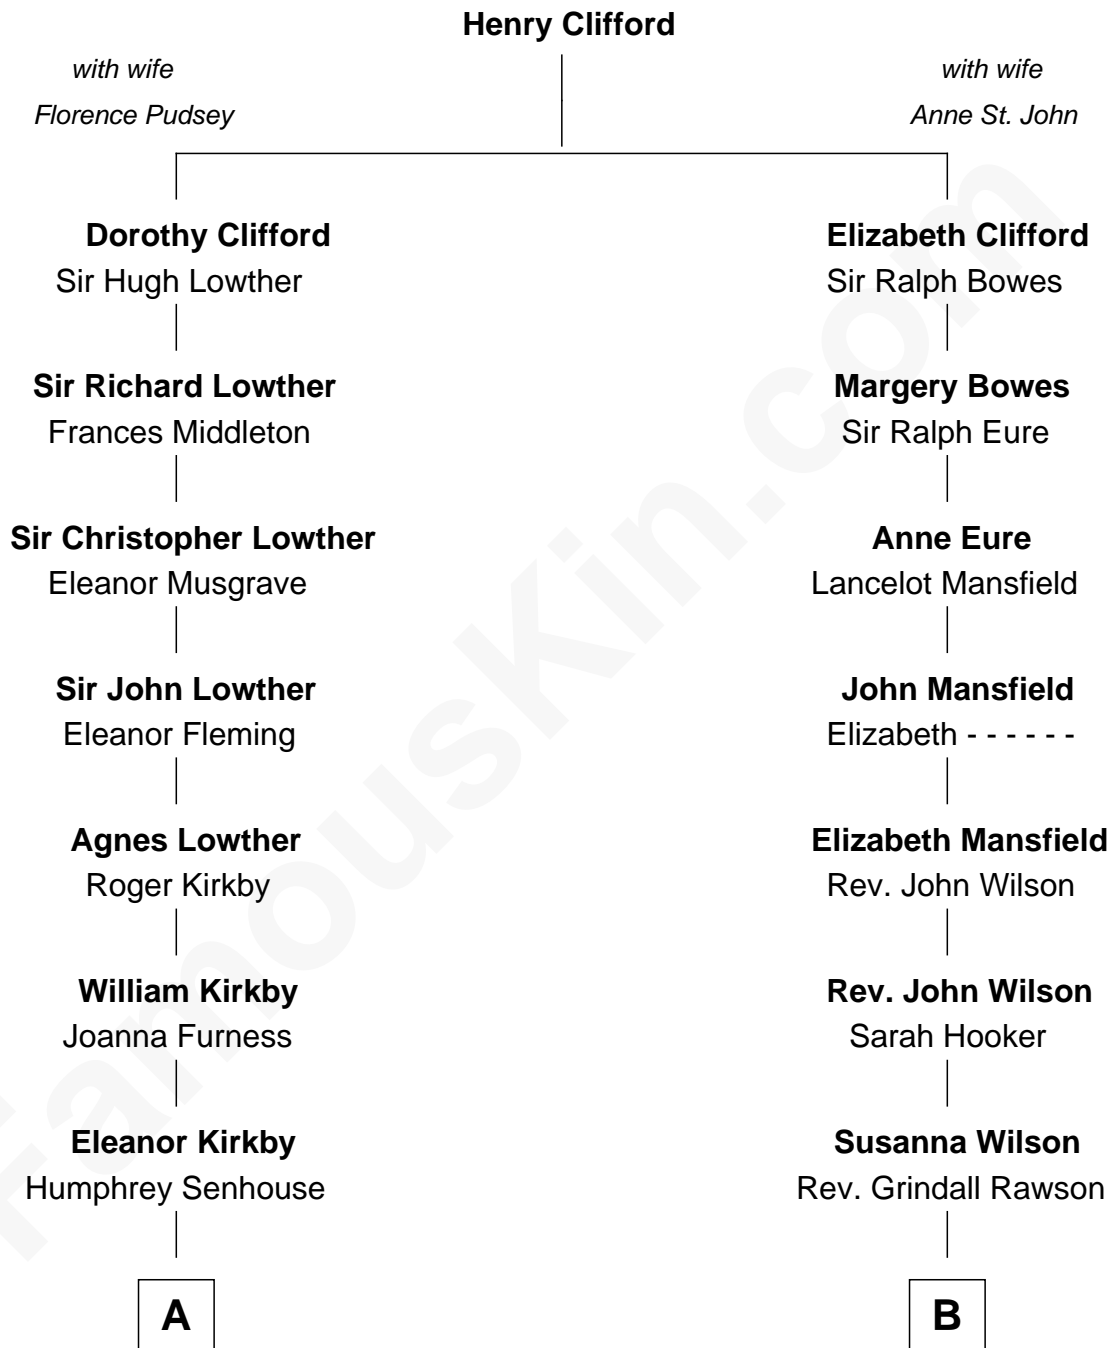 Henry Clifford
with wife
Florence Pudsey
with wife
Anne St. John
Dorothy Clifford
Sir Hugh Lowther
Elizabeth Clifford
Sir Ralph Bowes
Sir Richard Lowther
Frances Middleton
Margery Bowes
Sir Ralph Eure
Sir Christopher Lowther
Eleanor Musgrave
Anne Eure
Lancelot Mansfield
Sir John Lowther
Eleanor Fleming
John Mansfield
Elizabeth - - - - - -
Agnes Lowther
Roger Kirkby
Elizabeth Mansfield
Rev. John Wilson
William Kirkby
Joanna Furness
Rev. John Wilson
Sarah Hooker
Eleanor Kirkby
Humphrey Senhouse
Susanna Wilson
Rev. Grindall Rawson
A
B
FamousKin.com